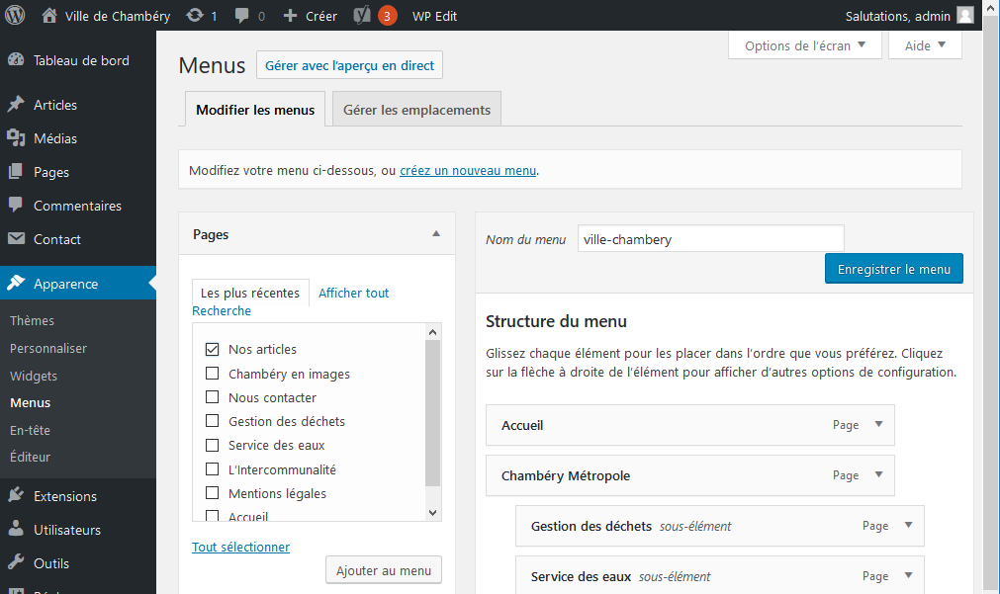 Ville de Chambéry 1 0 Créer 3 WP Edit Salutations, admin
Options de l'écran Aide
Tableau de bord
Articles
Médias
Pages
Commentaires
Contact
Apparence
Thèmes
Personnaliser
Widgets
Menus
En-tête
Éditeur
Extensions
Utilisateurs
Outils
Menus Gérer avec l'aperçu en direct
Modifier les menus Gérer les emplacements
Modifiez votre menu ci-dessous, ou créez un nouveau menu.
Pages
Les plus récentes Afficher tout
Recherche
Nos articles
Chambéry en images
Nous contacter
Gestion des déchets
Service des eaux
L'Intercommunalité
Mentions légales
Accueil
Tout sélectionner
Ajouter au menu
Nom du menu ville-chambery
Enregistrer le menu
Structure du menu
Glissez chaque élément pour les placer dans l'ordre que vous préférez. Cliquez
sur la flèche à droite de l'élément pour afficher d'autres options de configuration.
Accueil Page
Chambéry Métropole Page
Gestion des déchets sous-élément Page
Service des eaux sous-élément Page